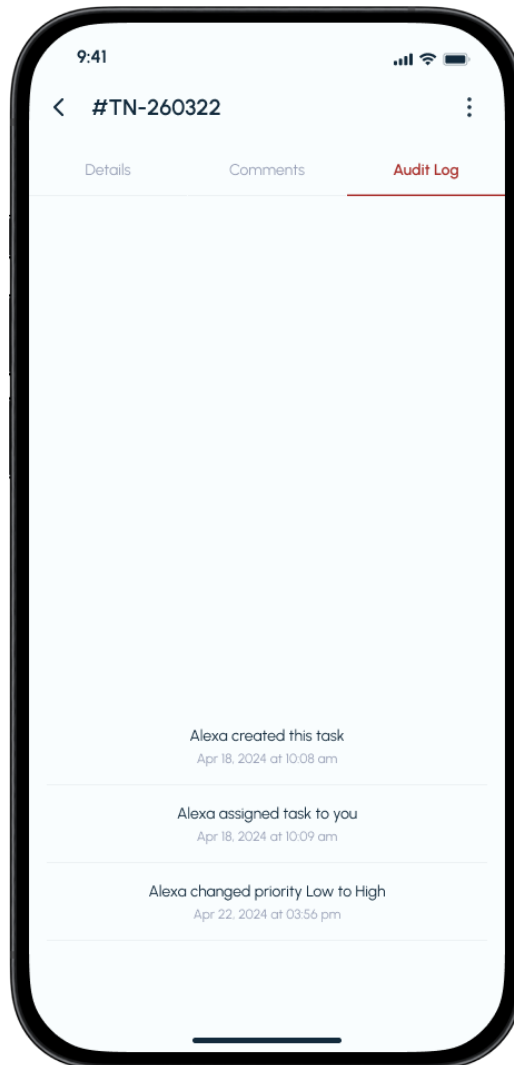 9:41
#TN-260322
Details Comments Audit Log
Alexa created this task
Apr 18, 2024 at 10:08 am
Alexa assigned task to you
Apr 18, 2024 at 10:09 am
Alexa changed priority Low to High
Apr 22, 2024 at 03:56 pm